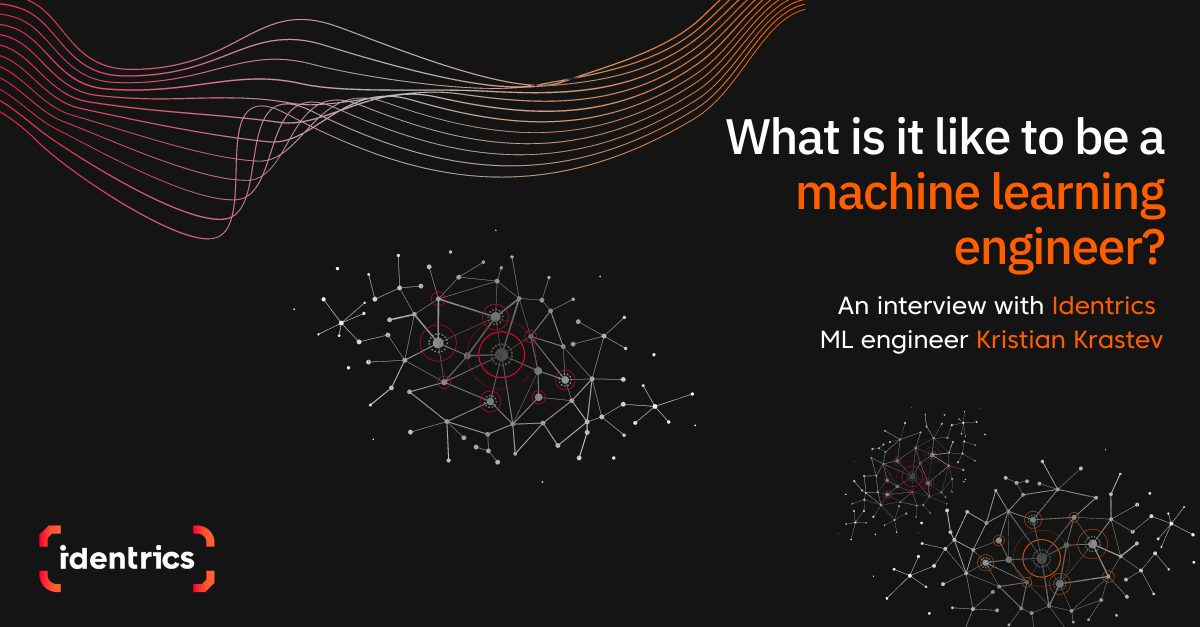 What is it like to be a
machine learning
engineer?
An interview with Identrics
ML engineer Kristian Krastev
identrics